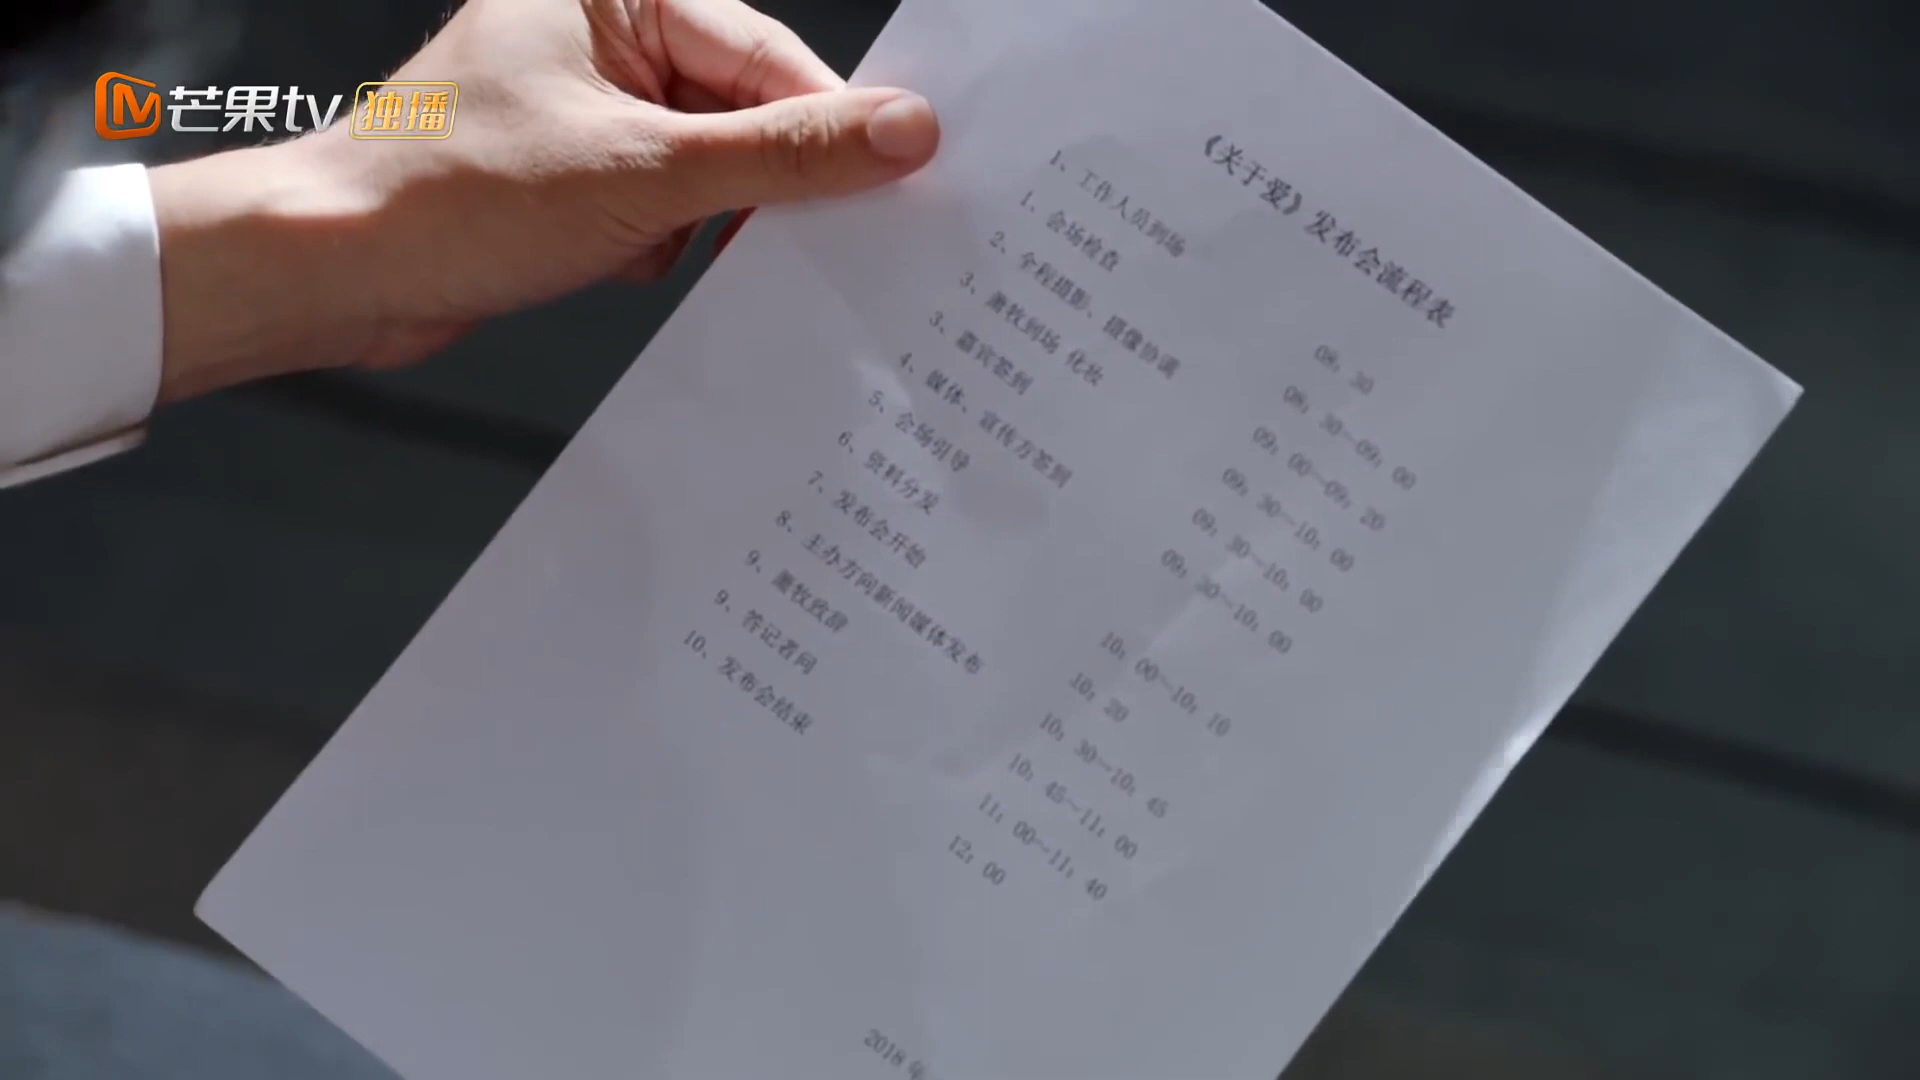 芒果tv 独播
《关于爱》发布会流程表
1、工作人员到场 08：30
1、会场检查 08：30～09：00
2、全程摄影、摄像协调 09：00～09：20
3、萧牧到场 化妆 09：30～10：00
3、嘉宾签到 09：30～10：00
4、媒体、宣传方签到 09：30～10：00
5、会场引导
6、资料分发 10：00～10：10
7、发布会开始 10：20
8、主办方向新闻媒体发布 10：30～10：45
9、萧牧致辞 10：45～11：00
9、答记者问 11：00～11：40
10、发布会结束 12：00
2018年